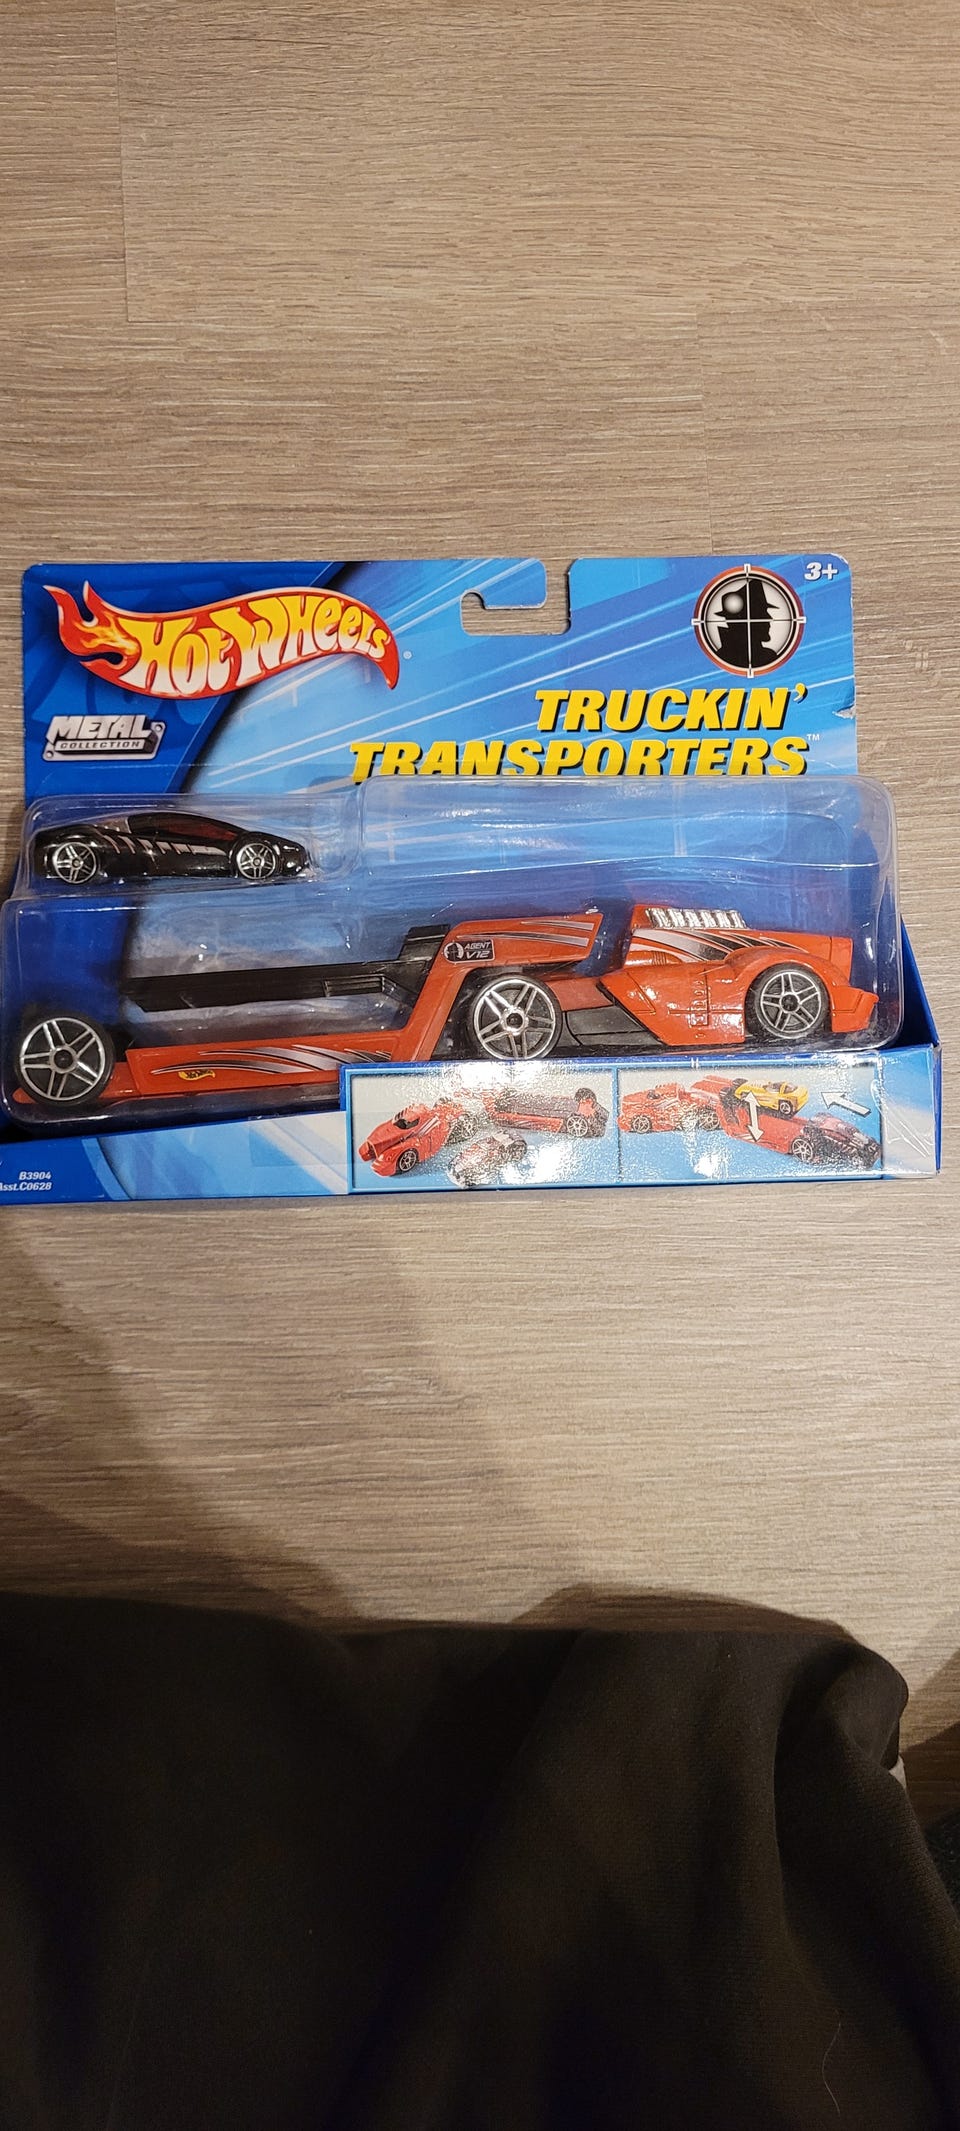 HOT WHEELS
®
3+
METAL
COLLECTION
TRUCKIN'
TRANSPORTERS™
AGENT
V12
B3904
Asst.C0628